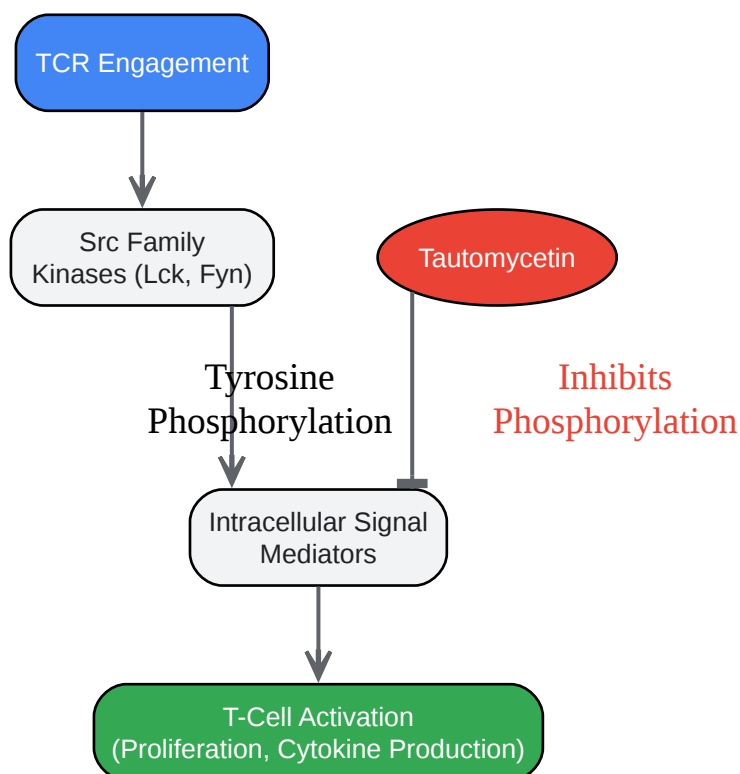 TCR Engagement
Src Family
Kinases (Lck, Fyn)
Tautomycetin
Tyrosine
Phosphorylation
Inhibits
Phosphorylation
Intracellular Signal
Mediators
T-Cell Activation
(Proliferation, Cytokine Production)